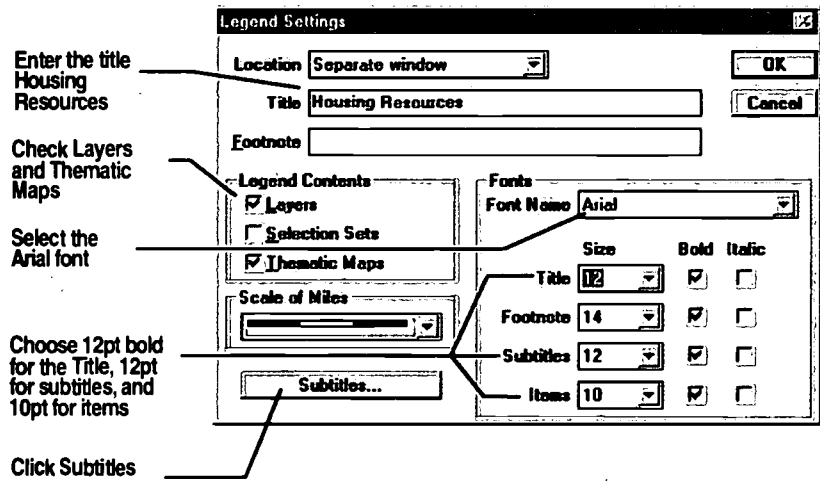 Legend Settings
Enter the title
Housing
Resources
Location Separate window
OK
Title Housing Resources
Cancel
Footnote
Check Layers
and Thematic
Maps
Legend Contents
Layers
Selection Sets
Thematic Maps
Fonts
Font Name Arial
Select the
Arial font
Size Bold Italic
Title 12
Footnote 14
Subtitles 12
Items 10
Scale of Miles
Choose 12pt bold
for the Title, 12pt
for subtitles, and
10pt for items
Subtitles...
Click Subtitles